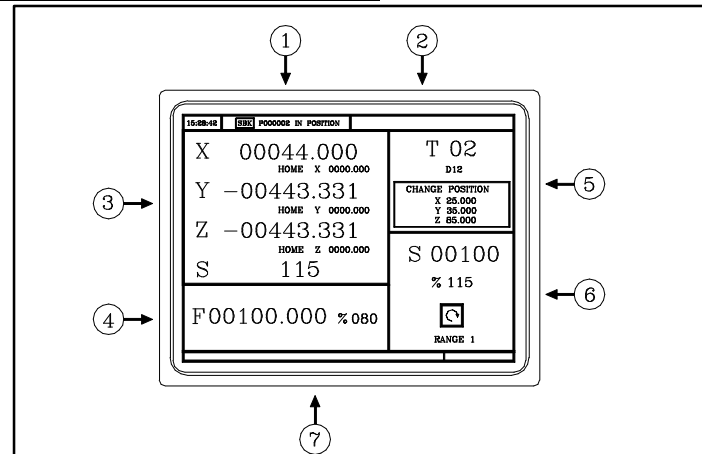 1 2
15:28:42 SBK P000002 IN POSITION
X 00044.000
HOME X 0000.000
Y -00443.331
HOME Y 0000.000
Z -00443.331
HOME Z 0000.000
S 115
F00100.000 %080
T 02
D12
CHANGE POSITION
X 25.000
Y 35.000
Z 85.000
S 00100
% 115
RANGE 1
3
4
5
6
7